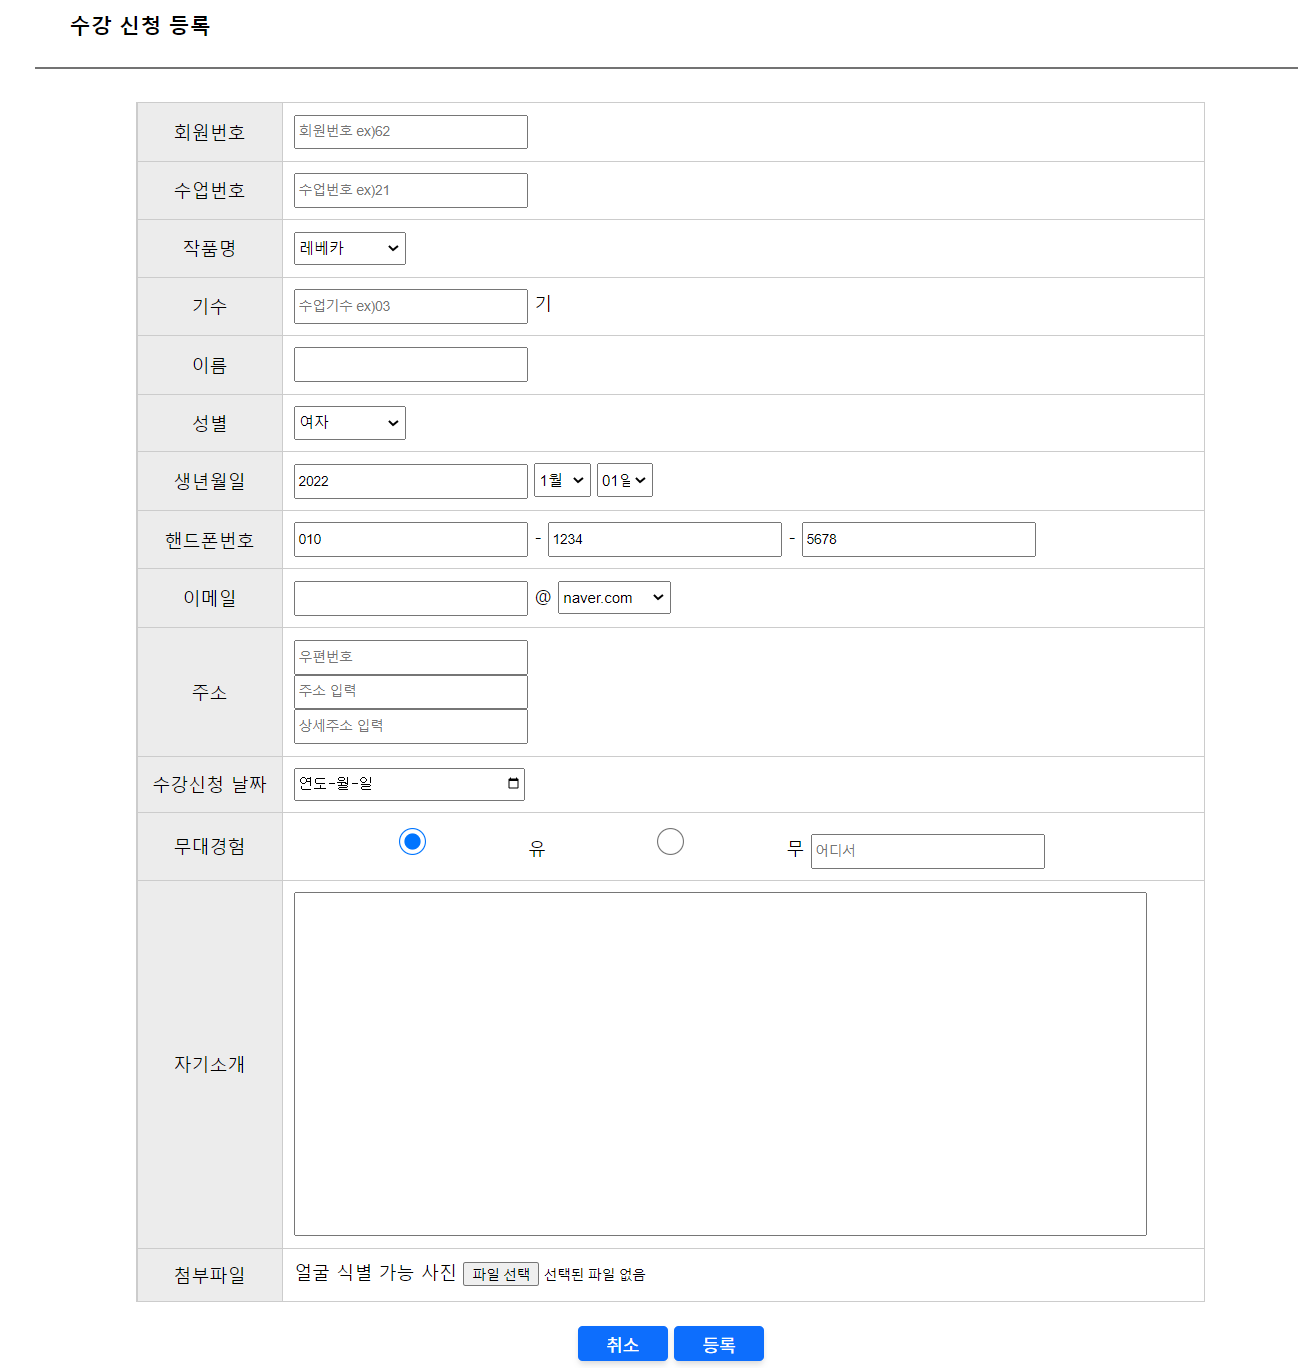 수강 신청 등록
회원번호 회원번호 ex)62
수업번호 수업번호 ex)21
작품명 레베카
기수 수업기수 ex)03 기
이름
성별 여자
생년월일 2022 1월 01일
핸드폰번호 010 - 1234 - 5678
이메일 @ naver.com
주소 우편번호
주소 입력
상세주소 입력
수강신청 날짜 연도-월-일
무대경험 유 무 어디서
자기소개
첨부파일 얼굴 식별 가능 사진 파일 선택 선택된 파일 없음
취소 등록